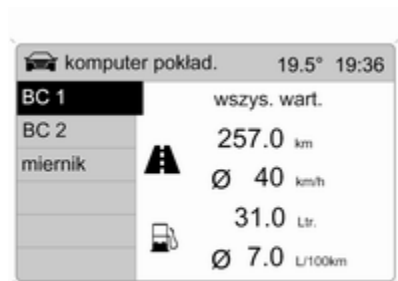 komputer pokład. 19.5° 19:36
BC 1 wszys. wart.
BC 2 257.0 km
miernik Ø 40 km/h
31.0 Ltr.
Ø 7.0 L/100km